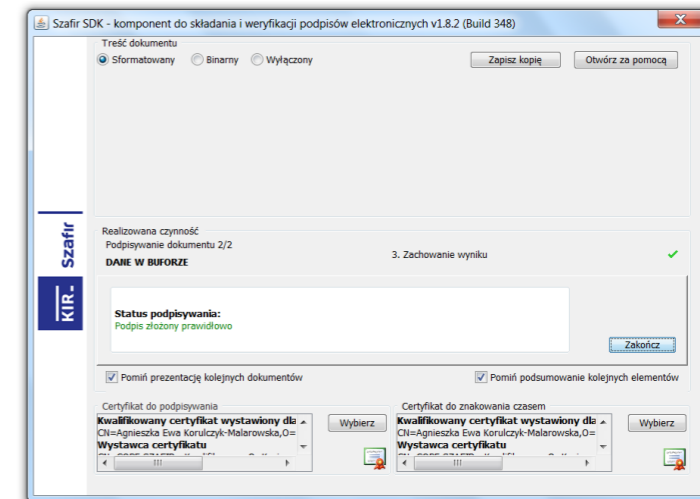 Szafir SDK - komponent do składania i weryfikacji podpisów elektronicznych v1.8.2 (Build 348)
Treść dokumentu
Sformatowany Binarny Wyłączony Zapisz kopię Otwórz za pomocą
Szafir
KIR
Realizowana czynność
Podpisywanie dokumentu 2/2
DANE W BUFORZE
3. Zachowanie wyniku
Status podpisywania:
Podpis złożony prawidłowo
Zakończ
Pomiń prezentację kolejnych dokumentów Pomiń podsumowanie kolejnych elementów
Certyfikat do podpisywania
Kwalifikowany certyfikat wystawiony dla
CN=Agnieszka Ewa Korulczyk-Malarowska,O=
Wystawca certyfikatu
Wybierz
Certyfikat do znakowania czasem
Kwalifikowany certyfikat wystawiony dla
CN=Agnieszka Ewa Korulczyk-Malarowska,O=
Wystawca certyfikatu
Wybierz